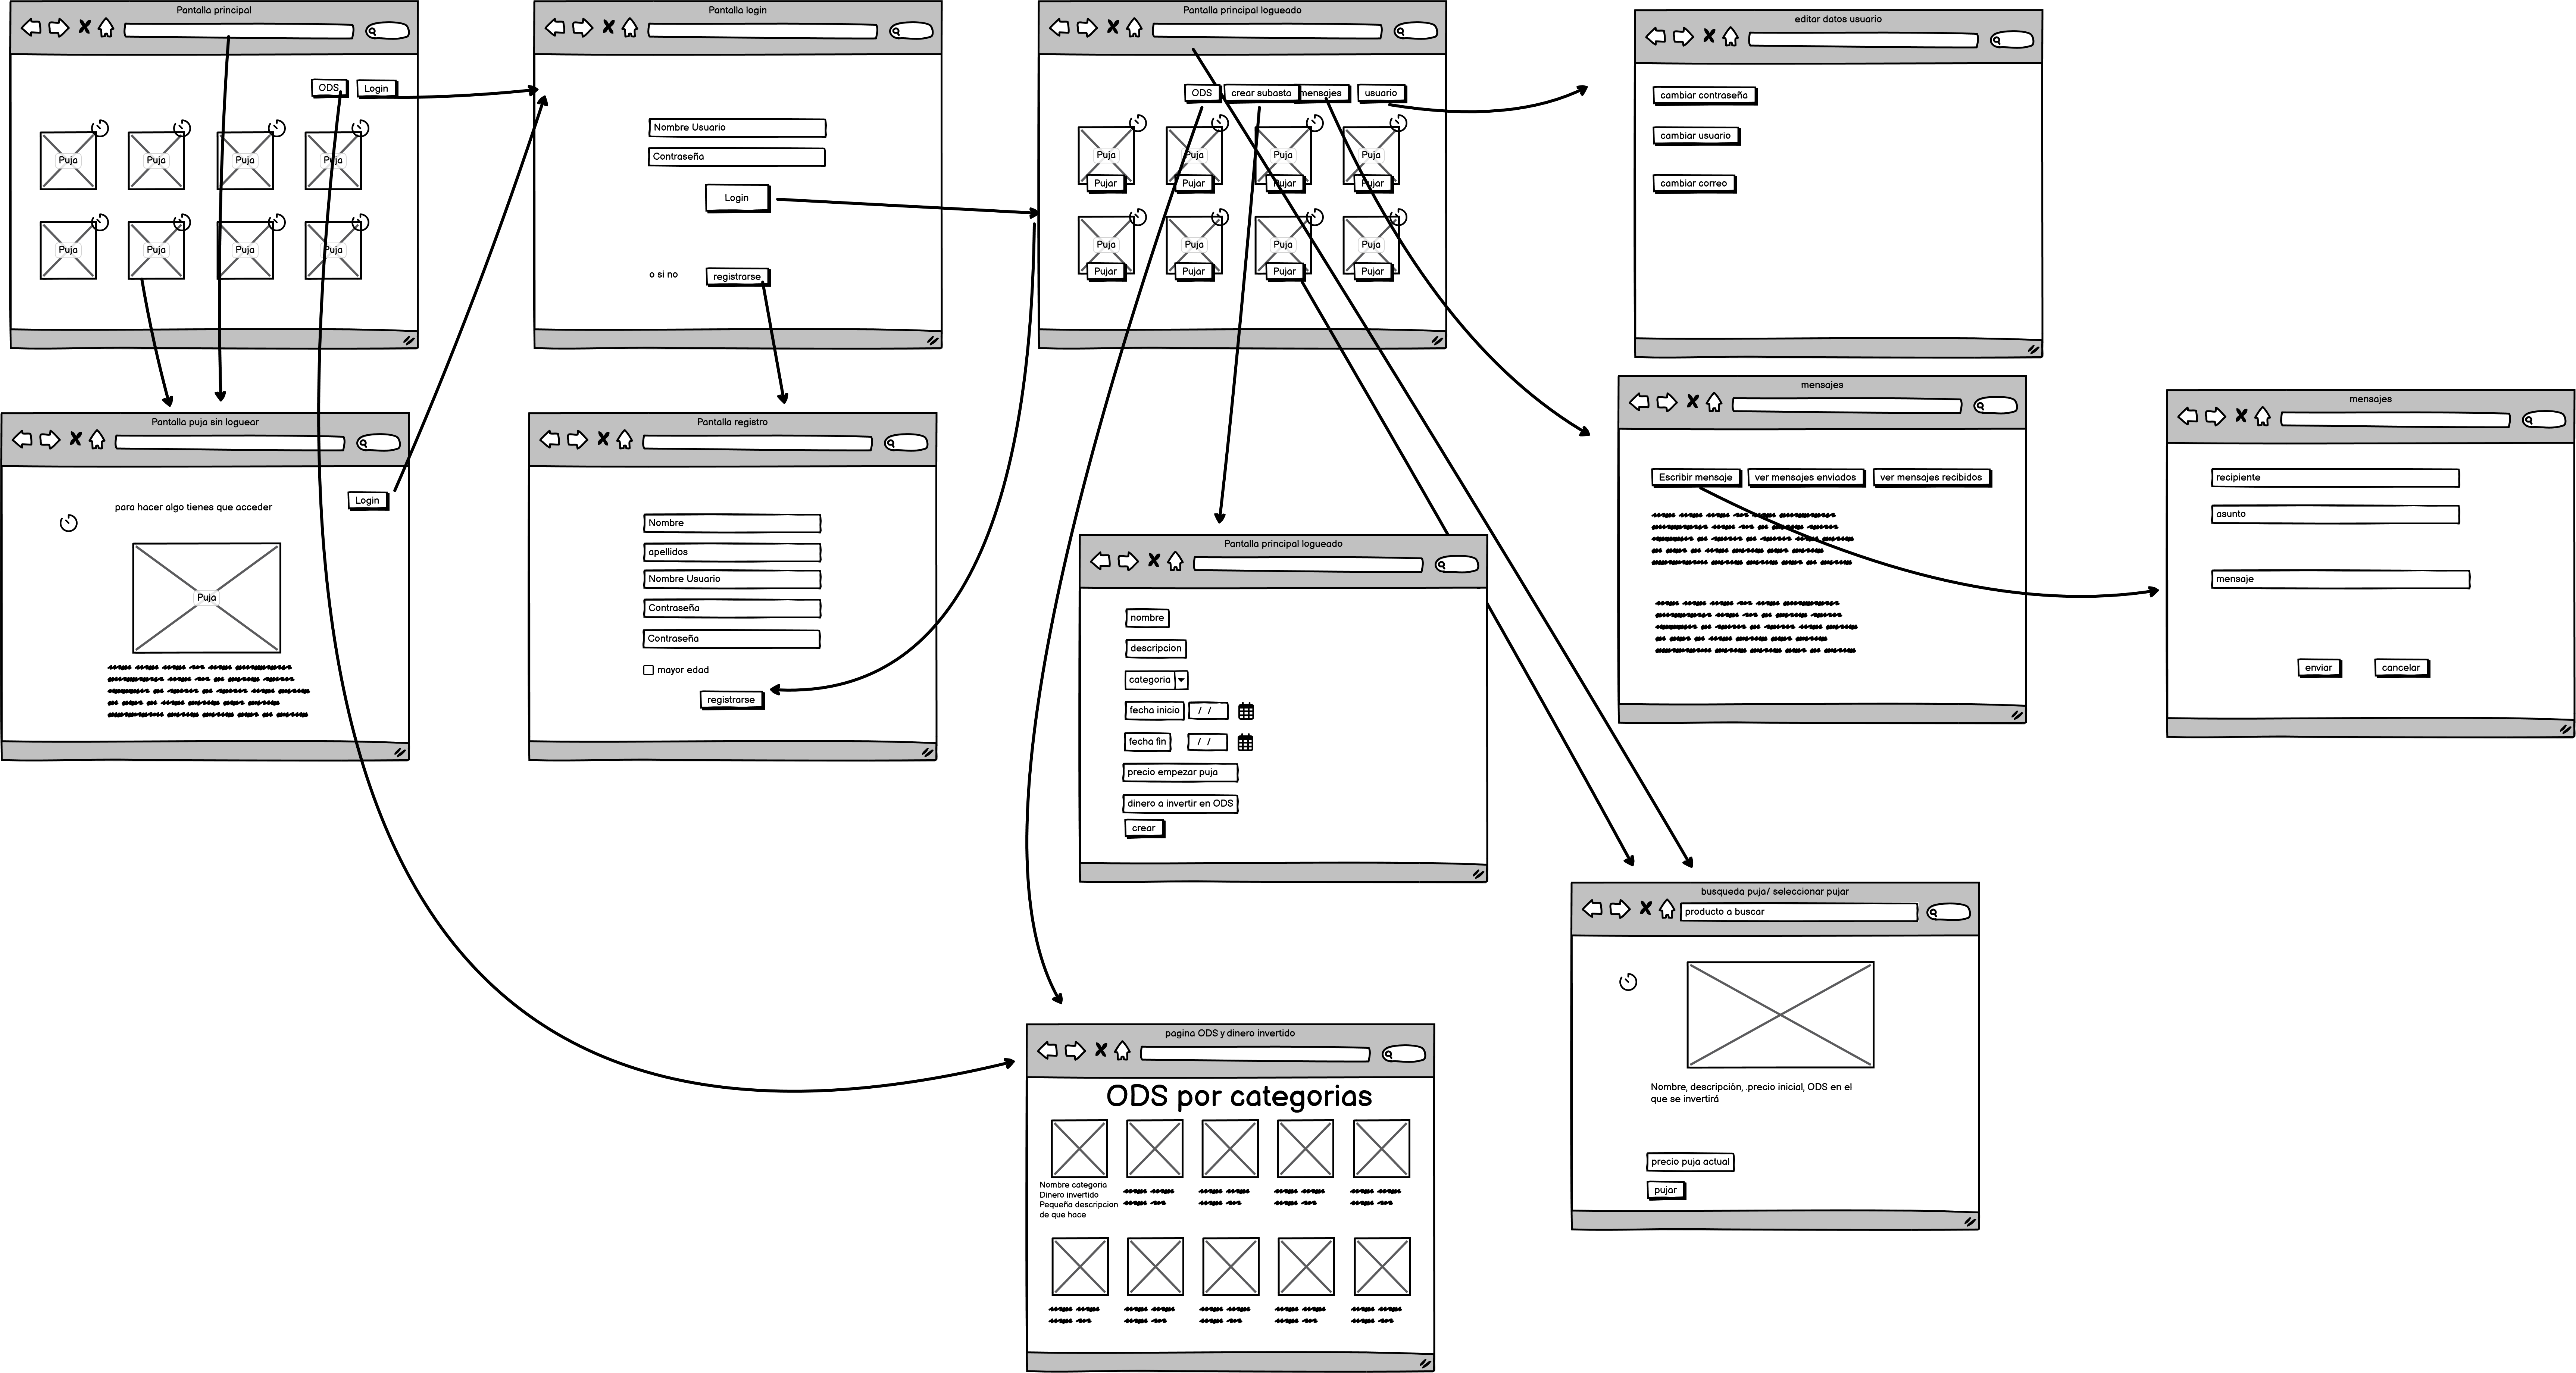 Pantalla principal
ODS
Login
Puja
Puja
Puja
Puja
Puja
Puja
Puja
Puja
Pantalla login
Nombre Usuario
Contraseña
Login
o si no
registrarse
Pantalla principal logueado
ODS
crear subasta
mensajes
usuario
Puja
Pujar
Puja
Pujar
Puja
Pujar
Puja
Pujar
Puja
Pujar
Puja
Pujar
Puja
Pujar
Puja
Pujar
editar datos usuario
cambiar contraseña
cambiar usuario
cambiar correo
Pantalla puja sin loguear
Login
para hacer algo tienes que acceder
Puja
Pantalla registro
Nombre
apellidos
Nombre Usuario
Contraseña
Contraseña
mayor edad
registrarse
Pantalla principal logueado
nombre
descripcion
categoria
fecha inicio / /
fecha fin / /
precio empezar puja
dinero a invertir en ODS
crear
mensajes
Escribir mensaje
ver mensajes enviados
ver mensajes recibidos
mensajes
recipiente
asunto
mensaje
enviar
cancelar
busqueda puja/ seleccionar pujar
producto a buscar
Nombre, descripción, .precio inicial, ODS en el
que se invertirá
precio puja actual
pujar
pagina ODS y dinero invertido
ODS por categorias
Nombre categoria
Dinero invertido
Pequeña descripcion
de que hace